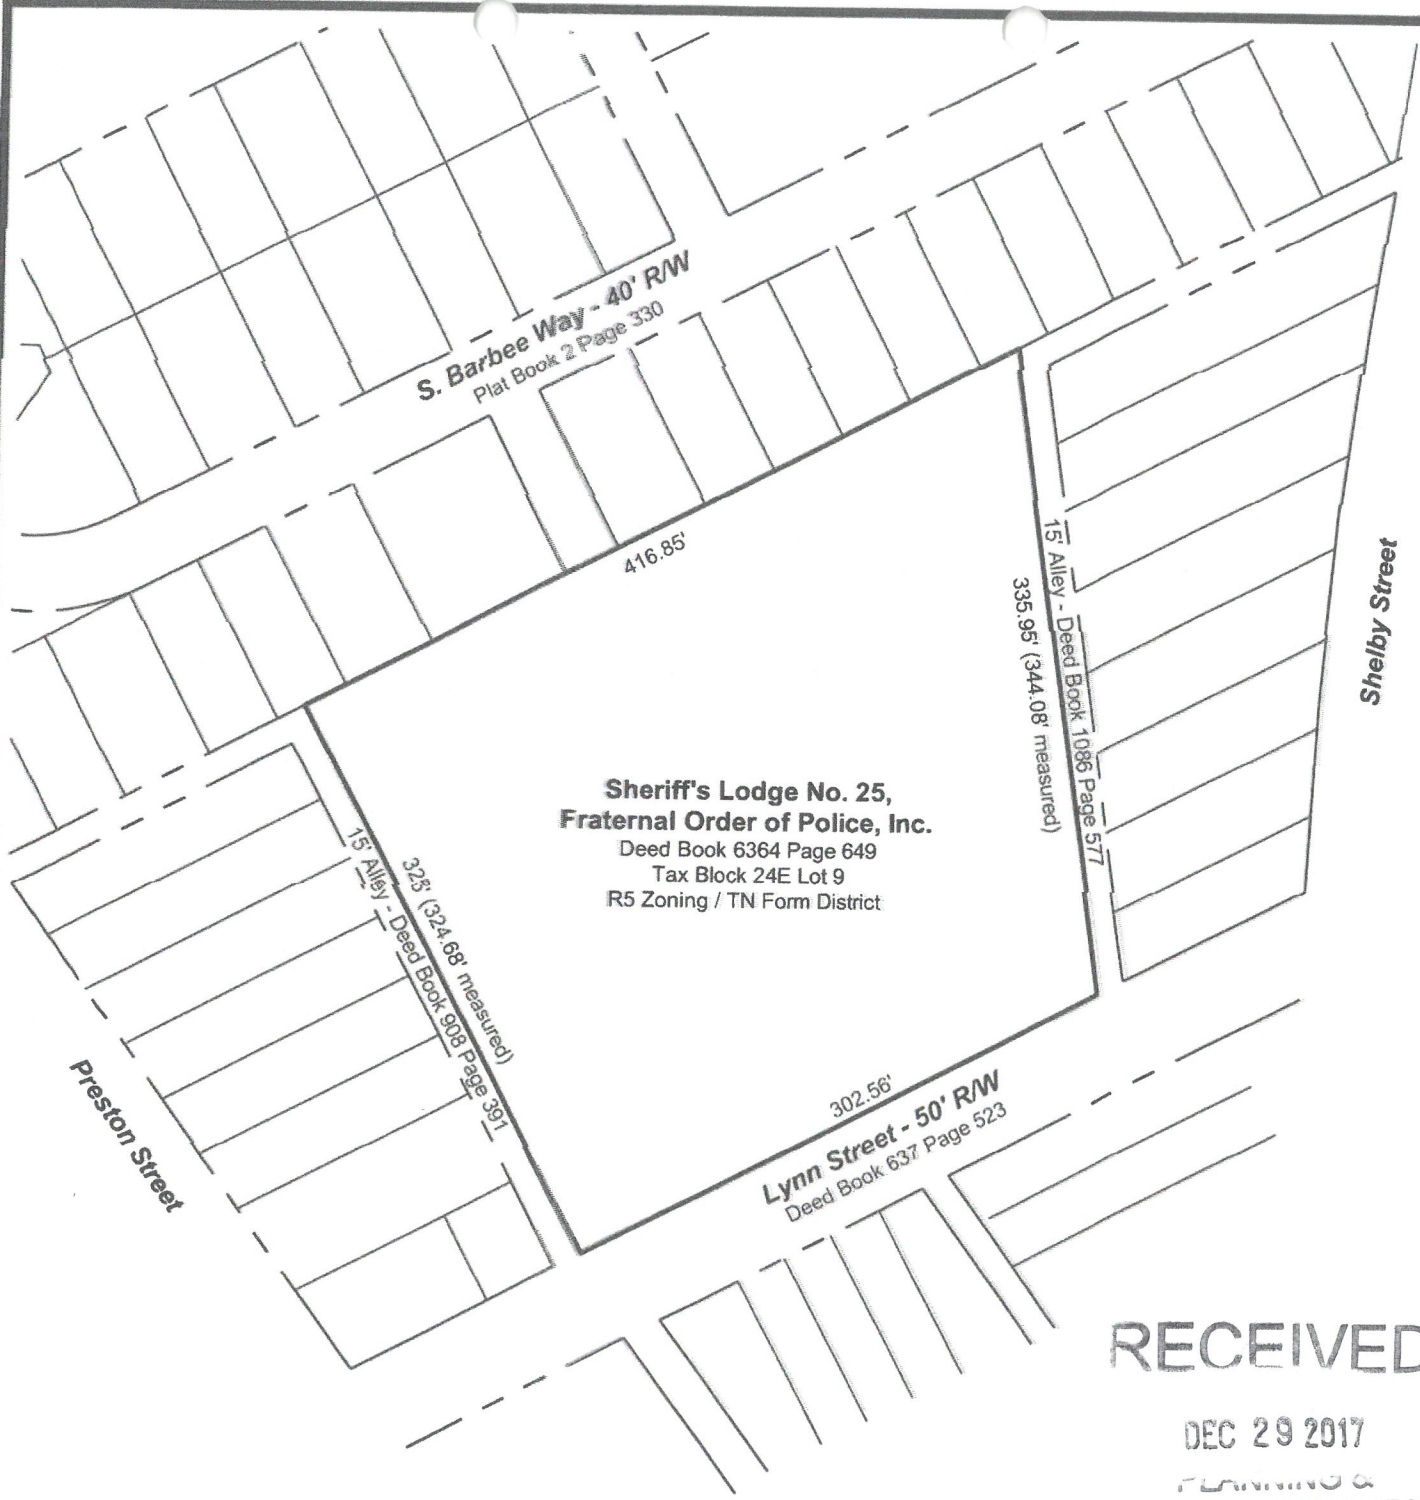 S. Barbee Way - 40' R/W
Plat Book 2 Page 330
416.85'
15' Alley - Deed Book 1086 Page 577
335.95' (344.08' measured)
Shelby Street
Sheriff's Lodge No. 25,
Fraternal Order of Police, Inc.
Deed Book 6364 Page 649
Tax Block 24E Lot 9
R5 Zoning / TN Form District
325' (324.68' measured)
15' Alley - Deed Book 908 Page 391
Preston Street
302.56'
Lynn Street - 50' R/W
Deed Book 637 Page 523
RECEIVED
DEC 29 2017
PLANNING &